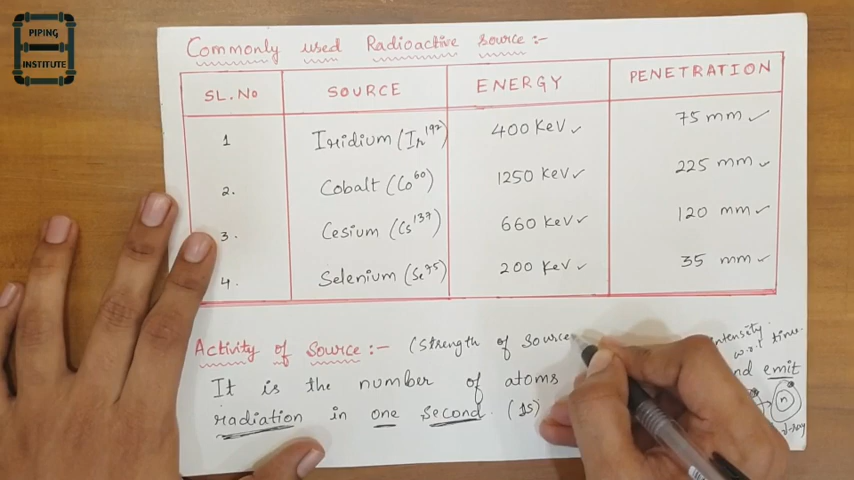 PIPING
INSTITUTE
Commonly used Radioactive source :-
SL.No SOURCE ENERGY PENETRATION
1 Iridium (Ir192) 400 KeV ✓ 75 mm ✓
2. Cobalt (Co60) 1250 KeV ✓ 225 mm ✓
3. Cesium (Cs137) 660 KeV ✓ 120 mm ✓
4. Selenium (Se75) 200 KeV ✓ 35 mm ✓
Activity of Source :- (Strength of Source
intensity
w.r.t time.
It is the number of atoms nd emit
radiation in one second. (1s)
n